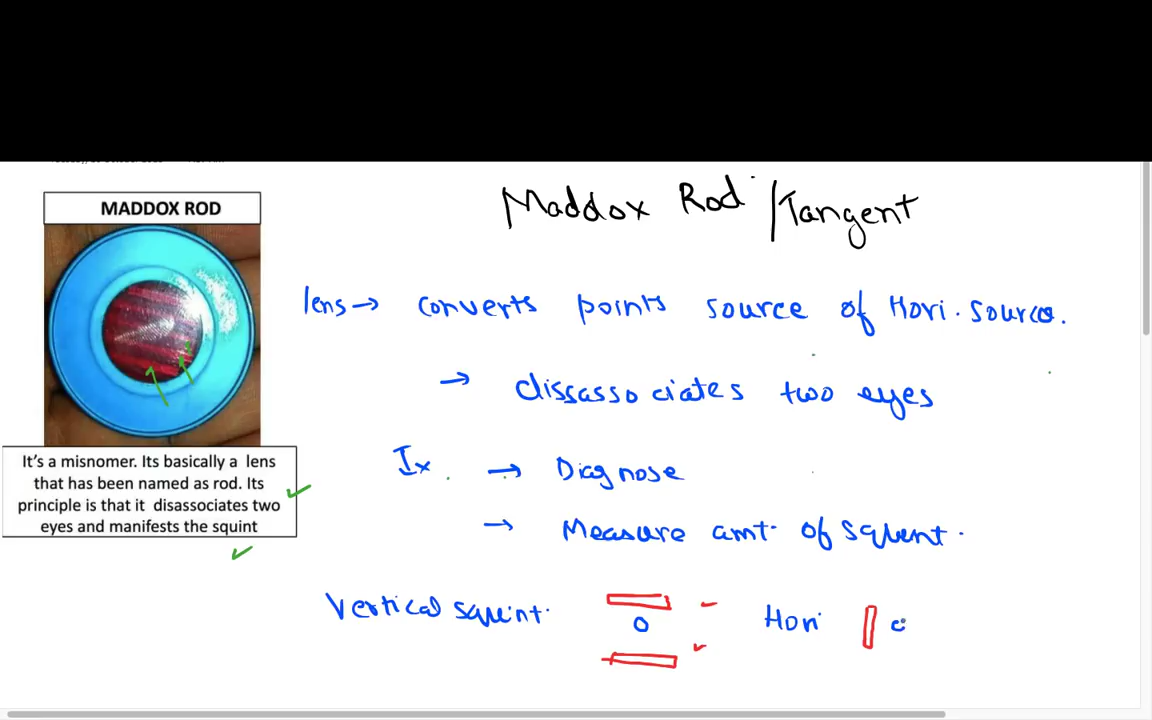 MADDOX ROD
Maddox Rod /Tangent
lens → converts points source of Hori. source.
→ dissassociates two eyes
It's a misnomer. Its basically a lens
that has been named as rod. Its
principle is that it disassociates two
eyes and manifests the squint
Ix → Diagnose
→ Measure amt. of squent.
Vertical squint. Hori